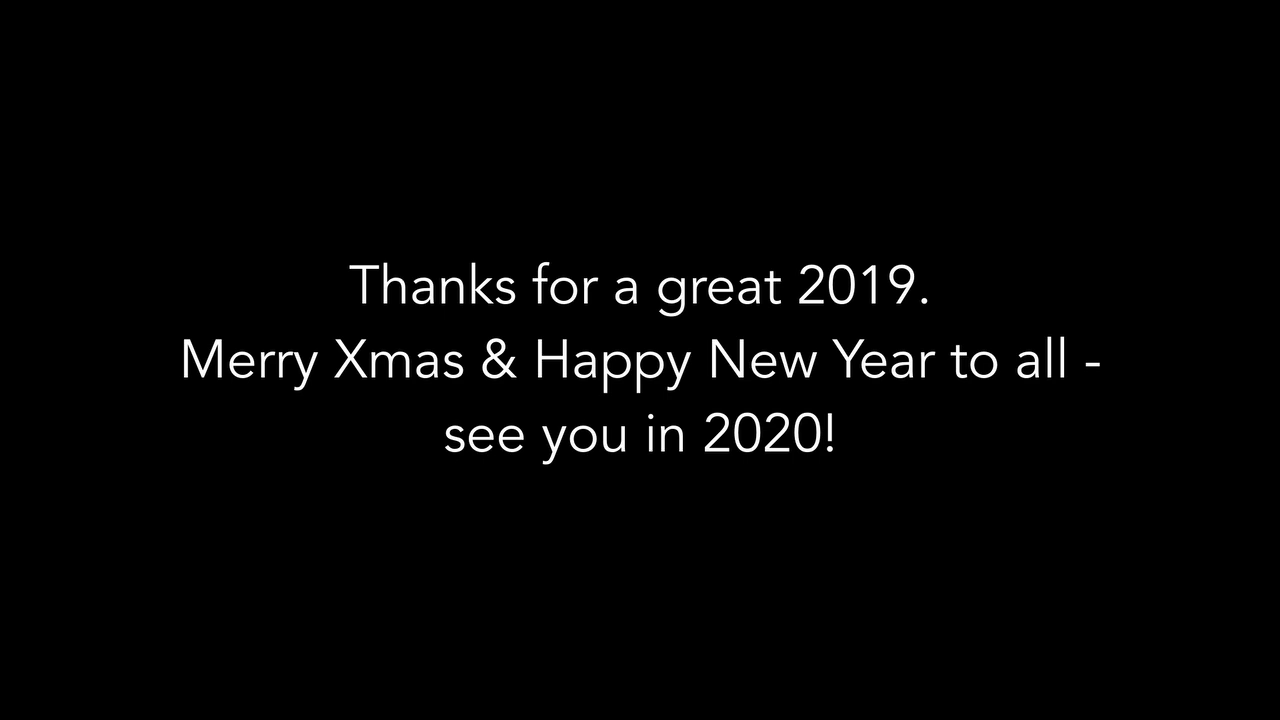 Thanks for a great 2019.
Merry Xmas & Happy New Year to all -
see you in 2020!